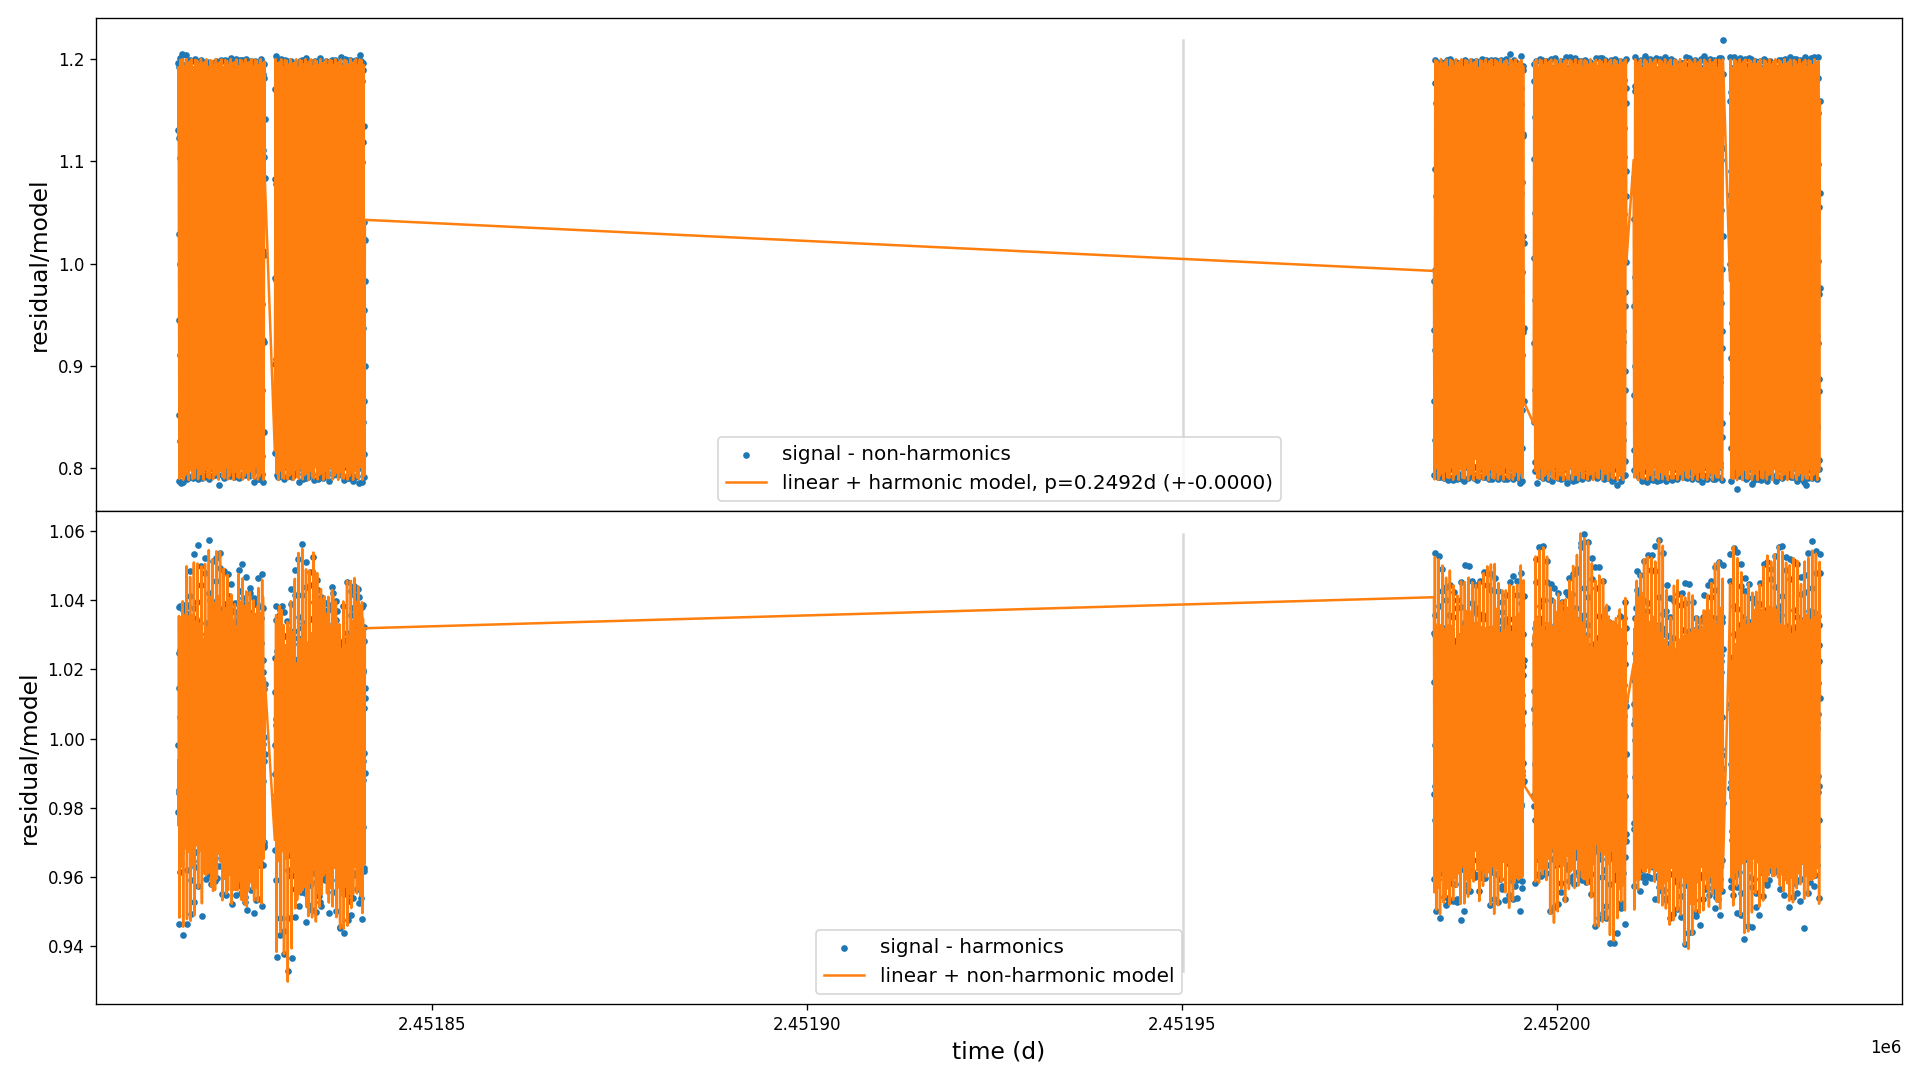 1.2
1.1
1.0
0.9
0.8
residual/model
signal - non-harmonics
linear + harmonic model, p=0.2492d (+-0.0000)
1.06
1.04
1.02
1.00
0.98
0.96
0.94
residual/model
signal - harmonics
linear + non-harmonic model
2.45185 2.45190 2.45195 2.45200
1e6
time (d)